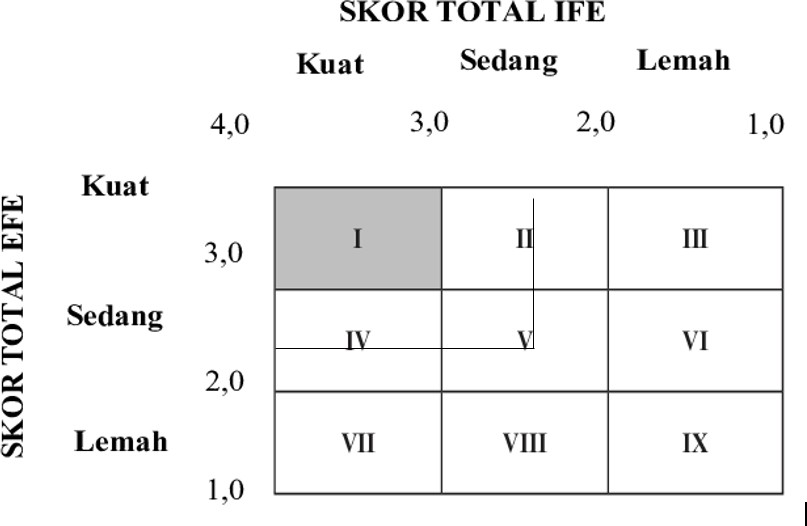 SKOR TOTAL IFE
Kuat Sedang Lemah
4,0 3,0 2,0 1,0
SKOR TOTAL EFE
Kuat
I II III
3,0
Sedang
IV V VI
2,0
Lemah
VII VIII IX
1,0